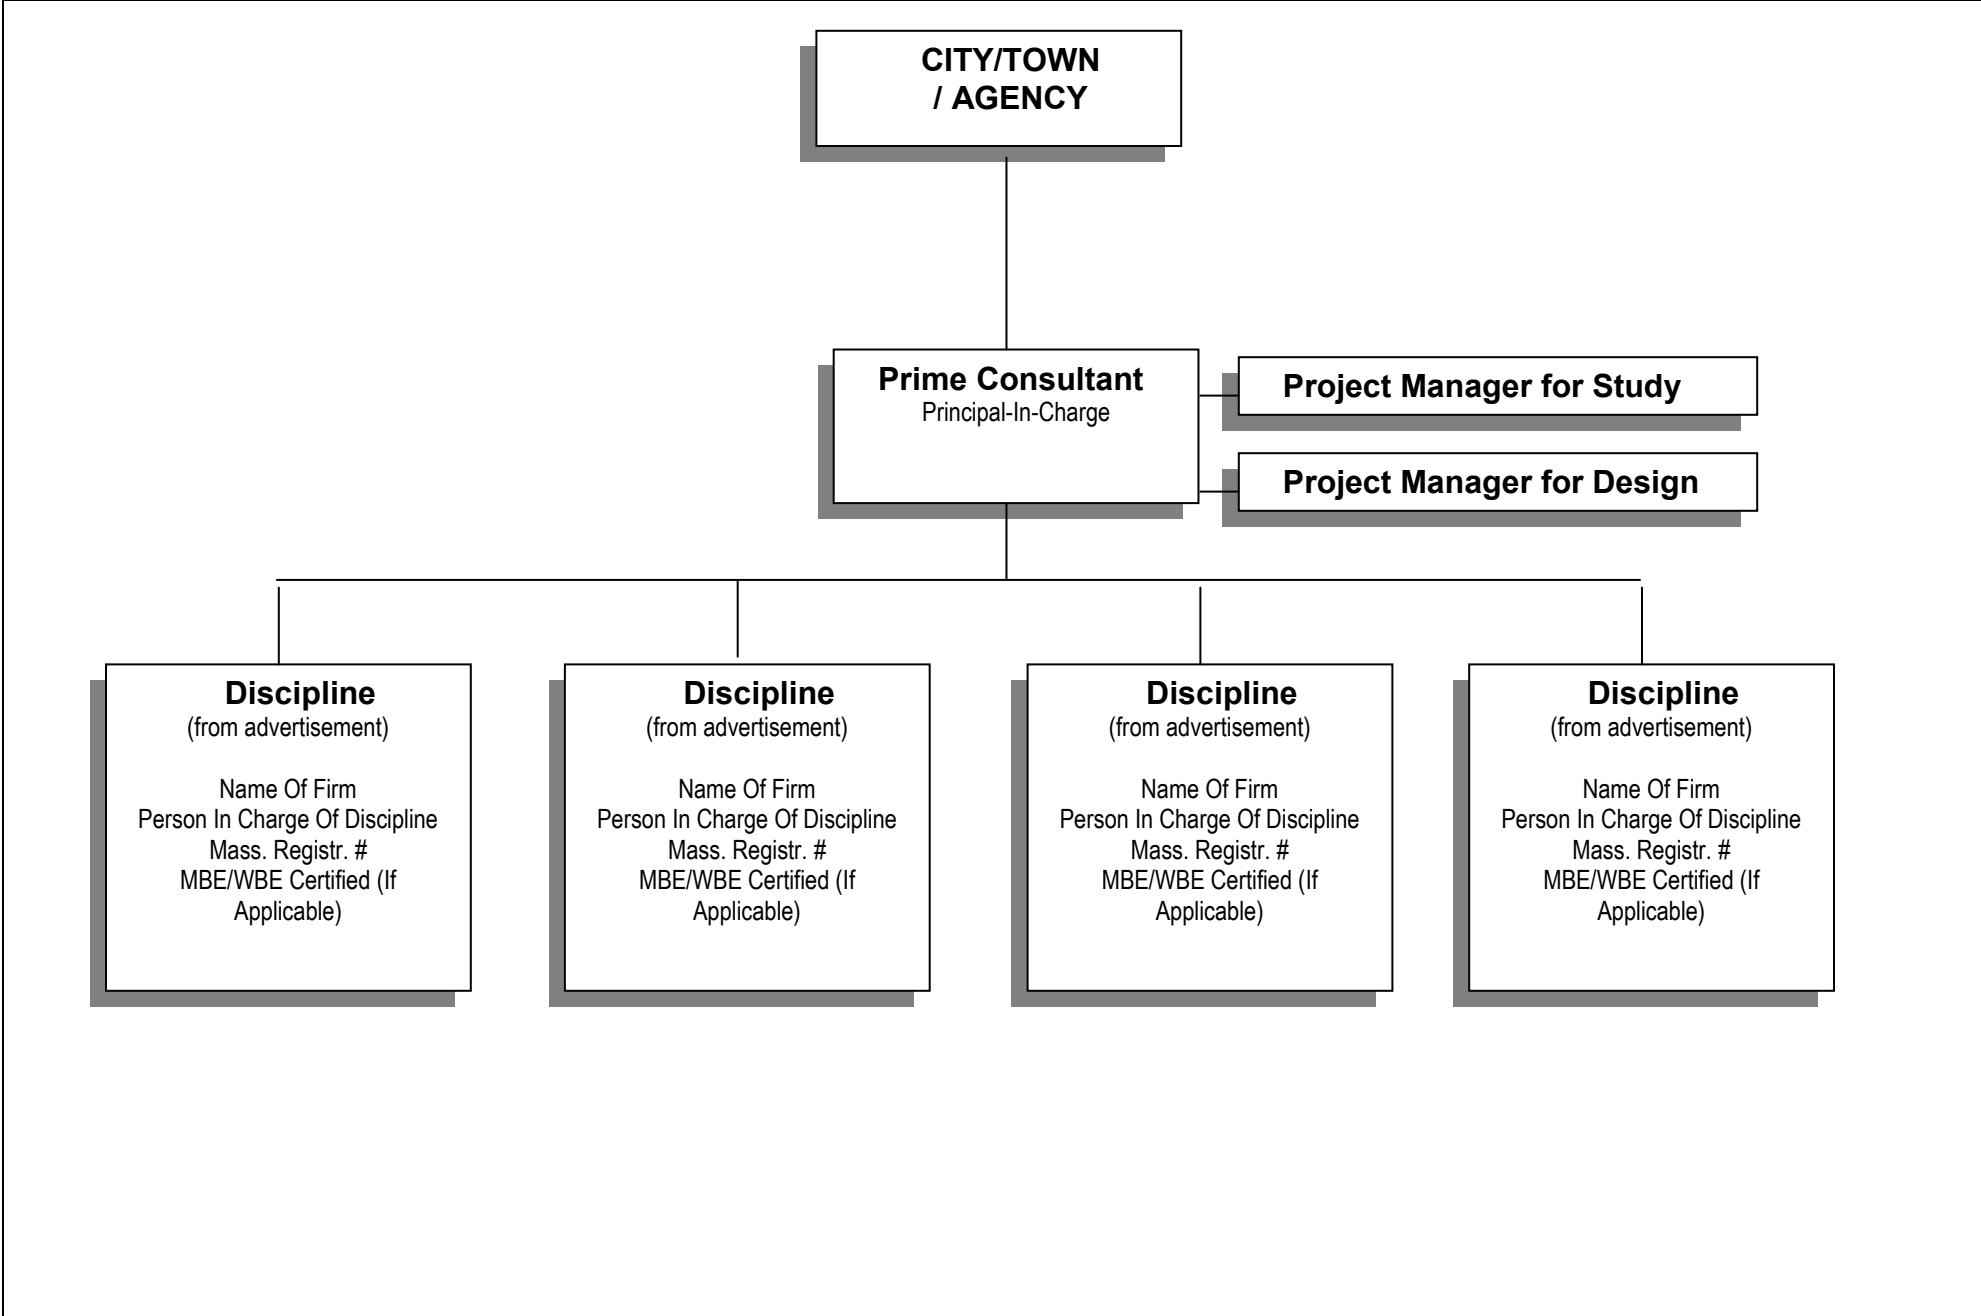 CITY/TOWN
/ AGENCY
Prime Consultant
Principal-In-Charge
Project Manager for Study
Project Manager for Design
Discipline
(from advertisement)
Name Of Firm
Person In Charge Of Discipline
Mass. Registr. #
MBE/WBE Certified (If
Applicable)
Discipline
(from advertisement)
Name Of Firm
Person In Charge Of Discipline
Mass. Registr. #
MBE/WBE Certified (If
Applicable)
Discipline
(from advertisement)
Name Of Firm
Person In Charge Of Discipline
Mass. Registr. #
MBE/WBE Certified (If
Applicable)
Discipline
(from advertisement)
Name Of Firm
Person In Charge Of Discipline
Mass. Registr. #
MBE/WBE Certified (If
Applicable)